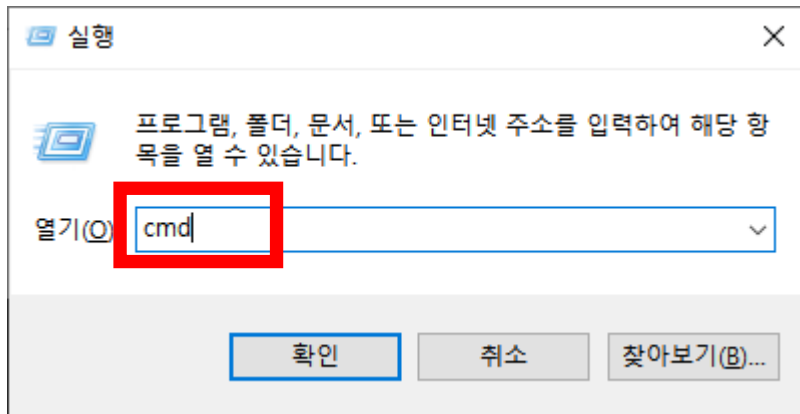 실행
프로그램, 폴더, 문서, 또는 인터넷 주소를 입력하여 해당 항
목을 열 수 있습니다.
열기(O) cmd
확인 취소 찾아보기(B)...